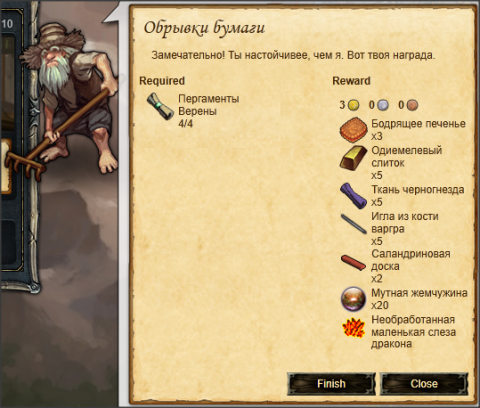 10
Обрывки бумаги
Замечательно! Ты настойчивее, чем я. Вот твоя награда.
Required
Пергаменты
Верены
4/4
Reward
3 0 0
Бодрящее печенье
x3
Одиемелевый
слиток
x5
Ткань черногнезда
x5
Игла из кости
варгра
x5
Саландриновая
доска
x2
Мутная жемчужина
x20
Необработанная
маленькая слеза
дракона
Finish
Close